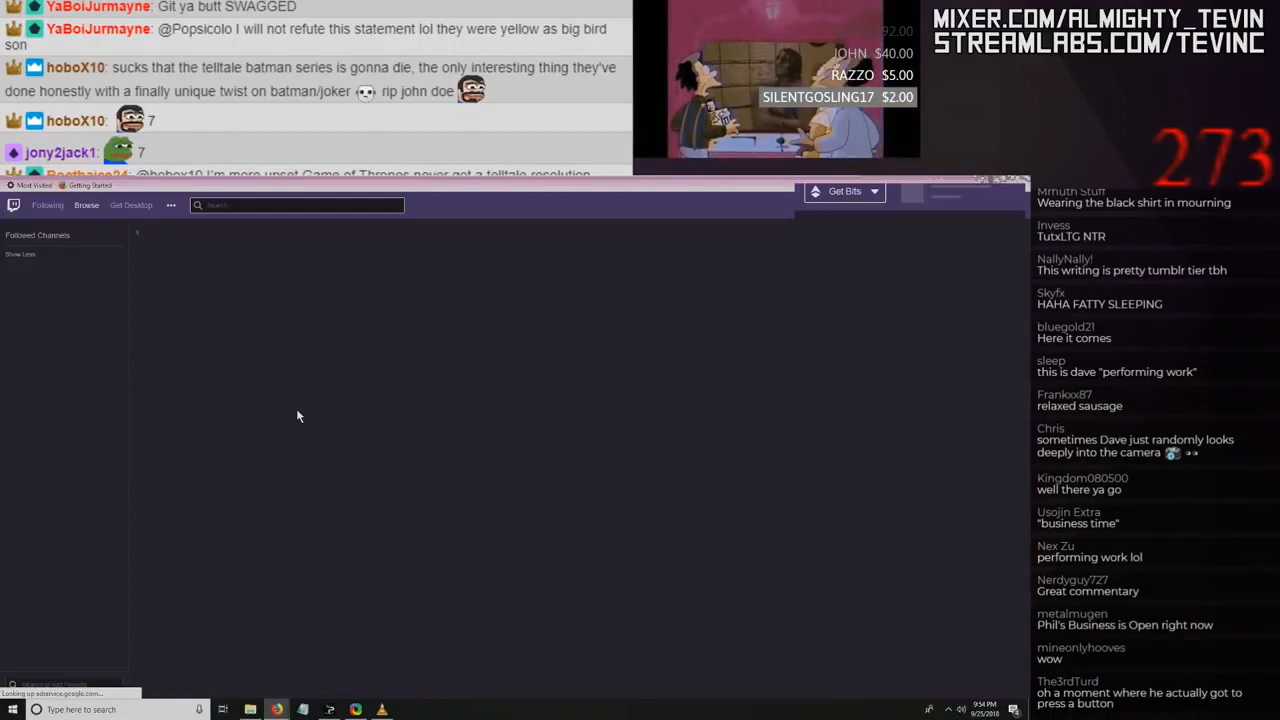 YaBoiJurmayne: Git ya butt SWAGGED
YaBoiJurmayne: @Popsicolo I will not refute this statement lol they were yellow as big bird
son
hoboX10: sucks that the telltale batman series is gonna die, the only interesting thing they've
done honestly with a finally unique twist on batman/joker rip john doe
hoboX10: 7
jony2jack1: 7
JOHN $40.00
RAZZO $5.00
SILENTGOSLING17 $2.00
MIXER.COM/ALMIGHTY_TEVIN
STREAMLABS.COM/TEVINC
273
Most Visited Getting Started
Following Browse Get Desktop ••• Search Get Bits
Followed Channels
Show Less
Mrhuth Stuff
Wearing the black shirt in mourning
Invess
TutxLTG NTR
NallyNally!
This writing is pretty tumblr tier tbh
Skyfx
HAHA FATTY SLEEPING
bluegold21
Here it comes
sleep
this is dave "performing work"
Frankxx87
relaxed sausage
Chris
sometimes Dave just randomly looks
deeply into the camera
Kingdom080500
well there ya go
Usojin Extra
"business time"
Nex Zu
performing work lol
Nerdyguy727
Great commentary
metalmugen
Phil's Business is Open right now
mineonlyhooves
wow
The3rdTurd
oh a moment where he actually got to
press a button
Looking up adservice.google.com...
Type here to search
9:54 PM
9/25/2018